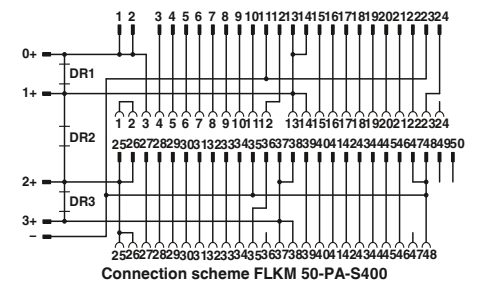 1 2 3 4 5 6 7 8 9 10 11 12 13 14 15 16 17 18 19 20 21 22 23 24
0+
DR1
1+
1 2 3 4 5 6 7 8 9 10 11 12 13 14 15 16 17 18 19 20 21 22 23 24
DR2
25 26 27 28 29 30 31 32 33 34 35 36 37 38 39 40 41 42 43 44 45 46 47 48 49 50
2+
DR3
3+
–
25 26 27 28 29 30 31 32 33 34 35 36 37 38 39 40 41 42 43 44 45 46 47 48
Connection scheme FLKM 50-PA-S400